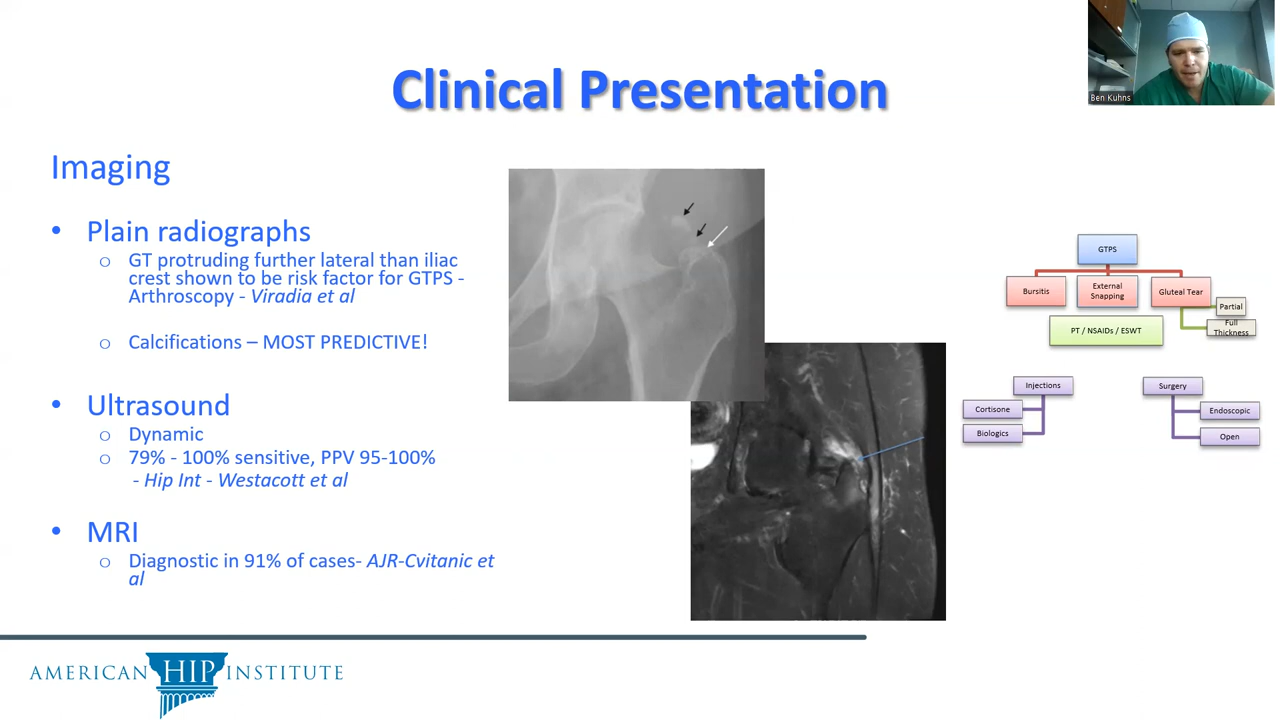 Clinical Presentation
Ben Kuhns
Imaging
• Plain radiographs
o GT protruding further lateral than iliac
crest shown to be risk factor for GTPS -
Arthroscopy - Viradia et al
o Calcifications – MOST PREDICTIVE!
• Ultrasound
o Dynamic
o 79% - 100% sensitive, PPV 95-100%
- Hip Int - Westacott et al
• MRI
o Diagnostic in 91% of cases- AJR-Cvitanic et
al
GTPS
Bursitis
External
Snapping
Gluteal Tear
Partial
Full
Thickness
PT / NSAIDs / ESWT
Injections
Cortisone
Biologics
Surgery
Endoscopic
Open
AMERICAN HIP INSTITUTE